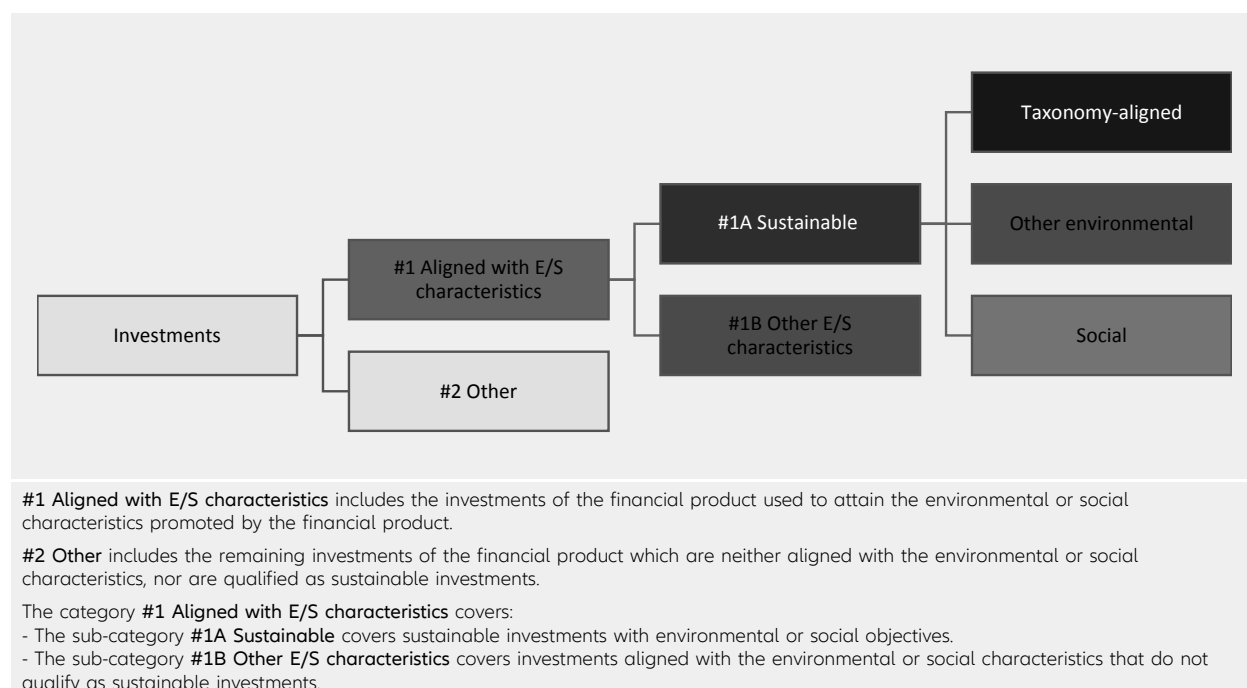 Taxonomy-aligned
#1A Sustainable
Other environmental
#1 Aligned with E/S
characteristics
Investments
#1B Other E/S
characteristics
Social
#2 Other
#1 Aligned with E/S characteristics includes the investments of the financial product used to attain the environmental or social
characteristics promoted by the financial product.
#2 Other includes the remaining investments of the financial product which are neither aligned with the environmental or social
characteristics, nor are qualified as sustainable investments.
The category #1 Aligned with E/S characteristics covers:
- The sub-category #1A Sustainable covers sustainable investments with environmental or social objectives.
- The sub-category #1B Other E/S characteristics covers investments aligned with the environmental or social characteristics that do not
qualify as sustainable investments.